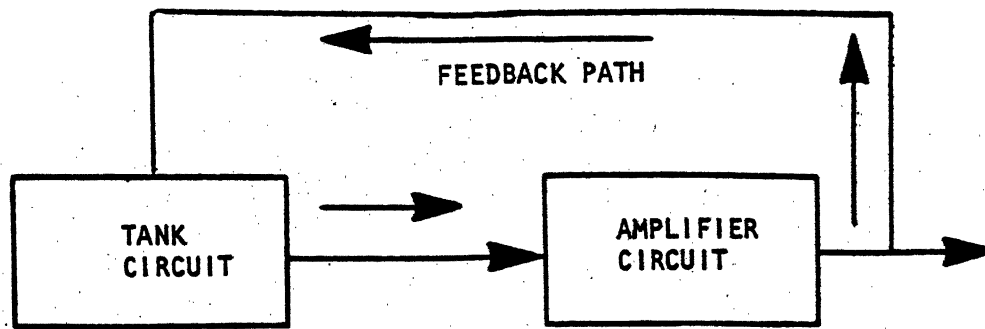 FEEDBACK PATH
TANK
CIRCUIT
AMPLIFIER
CIRCUIT